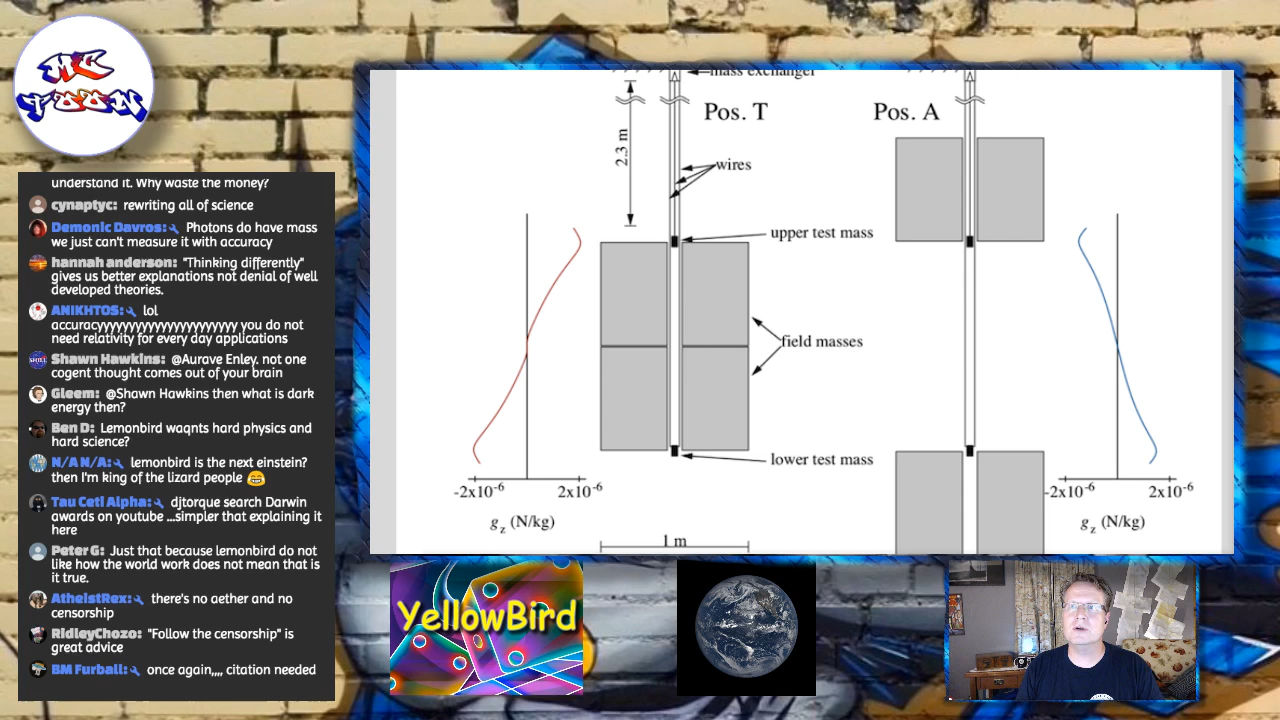 MC
TOON
understand it. Why waste the money?
cynaptyc: rewriting all of science
Demonic Davros: Photons do have mass
we just can't measure it with accuracy
hannah anderson: "Thinking differently"
gives us better explanations not denial of well
developed theories.
ANIKHTOS: lol
accuracyyyyyyyyyyyyyyyyyyyy you do not
need relativity for every day applications
Shawn Hawkins: @Aurave Enley. not one
cogent thought comes out of your brain
Gleem: @Shawn Hawkins then what is dark
energy then?
Ben D: Lemonbird waqnts hard physics and
hard science?
N/A N/A: lemonbird is the next einstein?
then I'm king of the lizard people 😂
Tau Ceti Alpha: djtorque search Darwin
awards on youtube ...simpler that explaining it
here
Peter G: Just that because lemonbird do not
like how the world work does not mean that is
it true.
AtheistRex: there's no aether and no
censorship
RidleyChozo: "Follow the censorship" is
great advice
BM Furball: once again,,,, citation needed
mass exchanger
Pos. T
Pos. A
2.3 m
wires
upper test mass
field masses
lower test mass
-2x10⁻⁶ 2x10⁻⁶
g_z (N/kg)
1 m
-2x10⁻⁶ 2x10⁻⁶
g_z (N/kg)
YellowBird